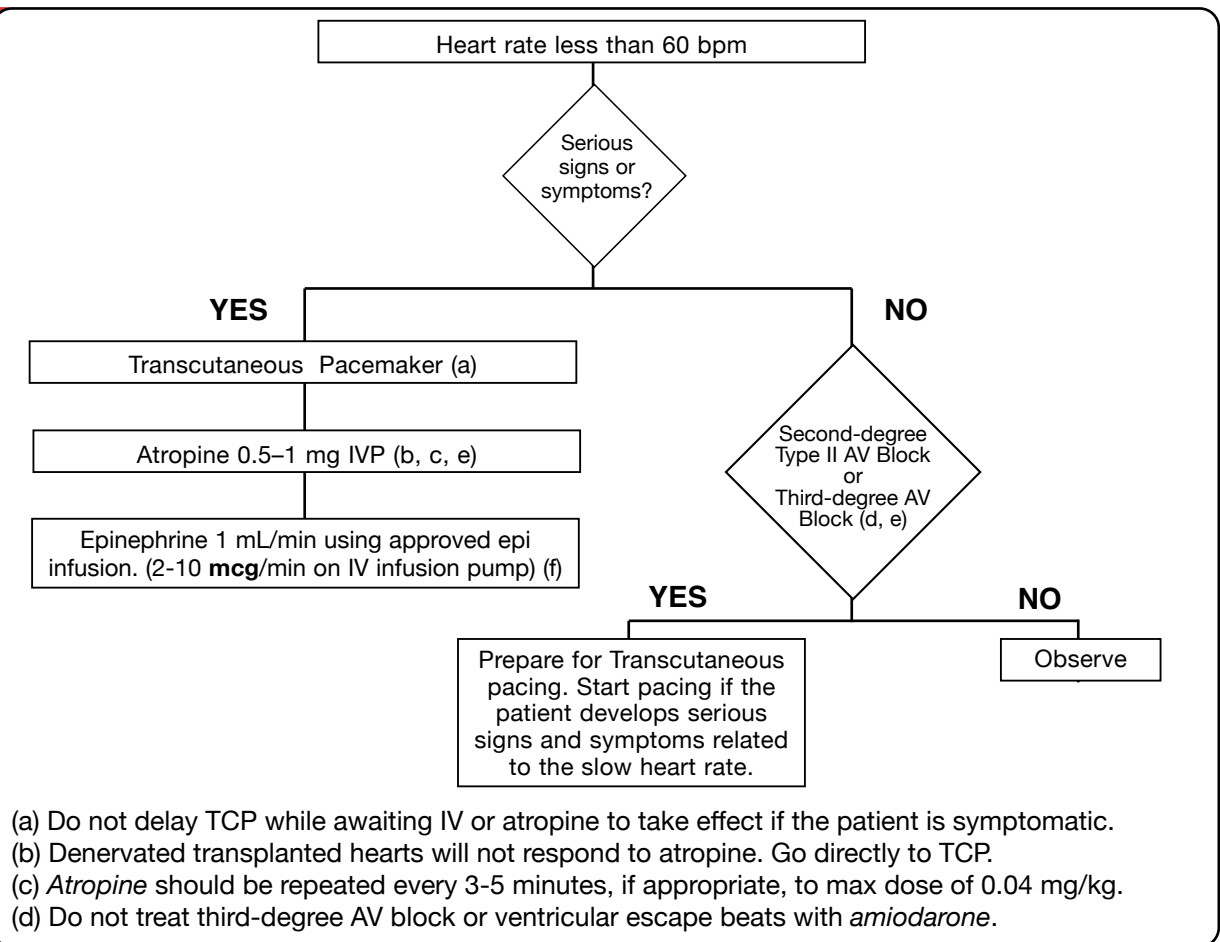 Heart rate less than 60 bpm
Serious
signs or
symptoms?
YES
NO
Transcutaneous Pacemaker (a)
Atropine 0.5–1 mg IVP (b, c, e)
Epinephrine 1 mL/min using approved epi
infusion. (2-10 mcg/min on IV infusion pump) (f)
Second-degree
Type II AV Block
or
Third-degree AV
Block (d, e)
YES
NO
Prepare for Transcutaneous
pacing. Start pacing if the
patient develops serious
signs and symptoms related
to the slow heart rate.
Observe
(a) Do not delay TCP while awaiting IV or atropine to take effect if the patient is symptomatic.
(b) Denervated transplanted hearts will not respond to atropine. Go directly to TCP.
(c) Atropine should be repeated every 3-5 minutes, if appropriate, to max dose of 0.04 mg/kg.
(d) Do not treat third-degree AV block or ventricular escape beats with amiodarone.